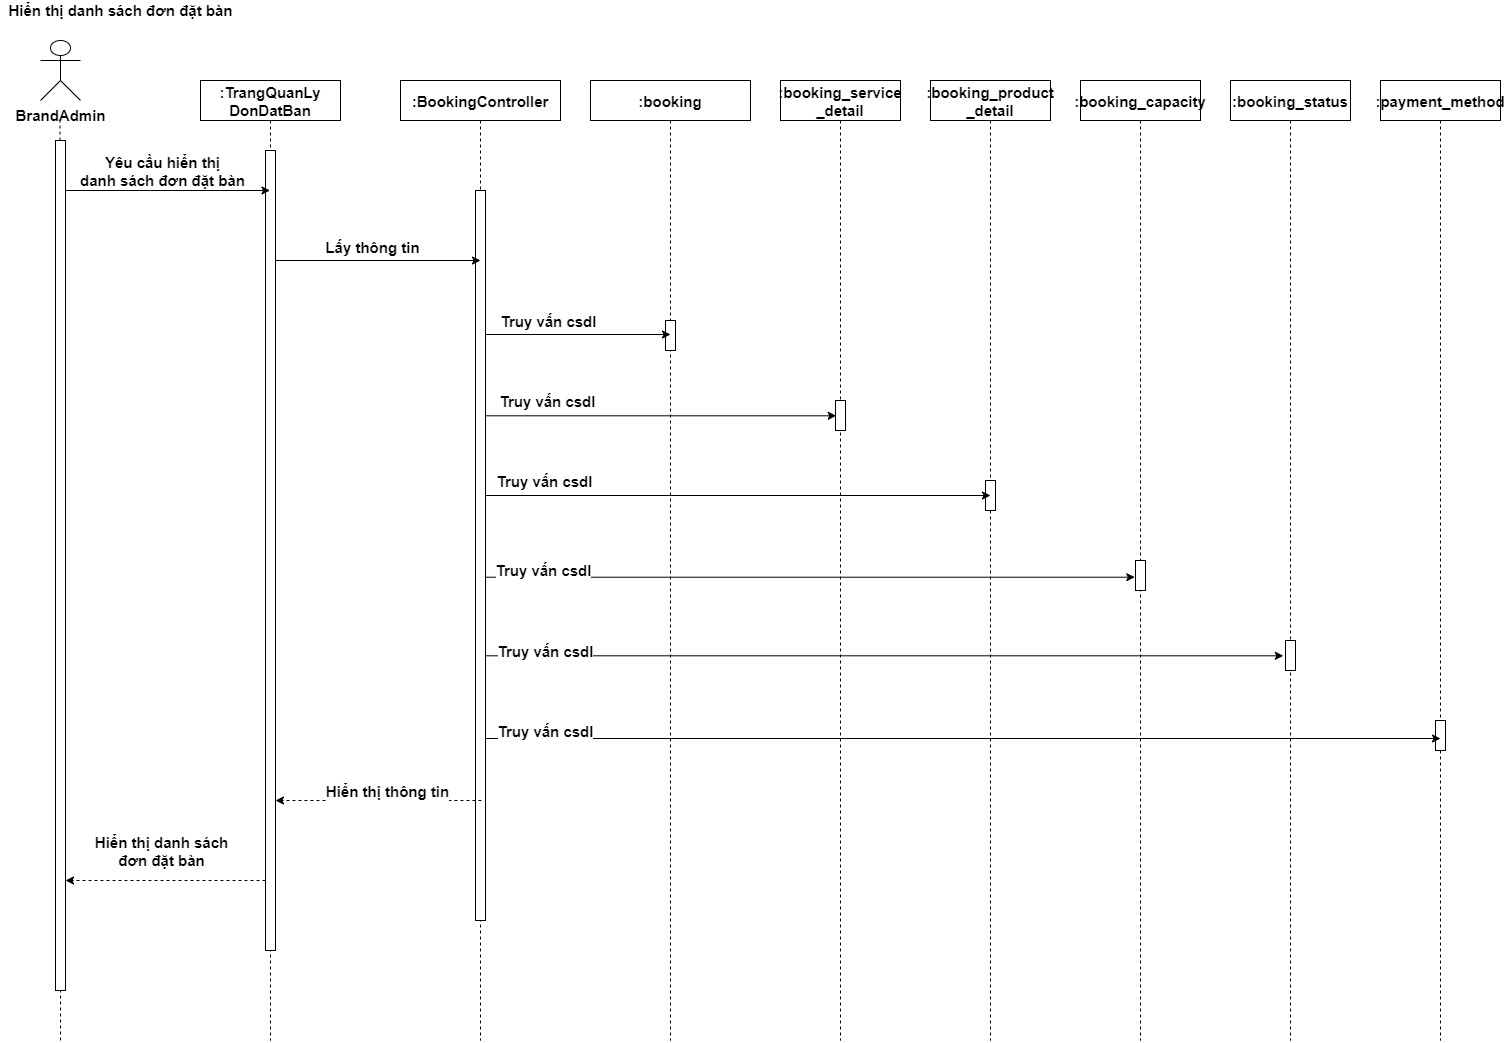 Hiển thị danh sách đơn đặt bàn
BrandAdmin
:TrangQuanLy
DonDatBan
:BookingController
:booking
:booking_service
_detail
:booking_product
_detail
:booking_capacity
:booking_status
:payment_method
Yêu cầu hiển thị
danh sách đơn đặt bàn
Lấy thông tin
Truy vấn csdl
Truy vấn csdl
Truy vấn csdl
Truy vấn csdl
Truy vấn csdl
Truy vấn csdl
Hiển thị thông tin
Hiển thị danh sách
đơn đặt bàn